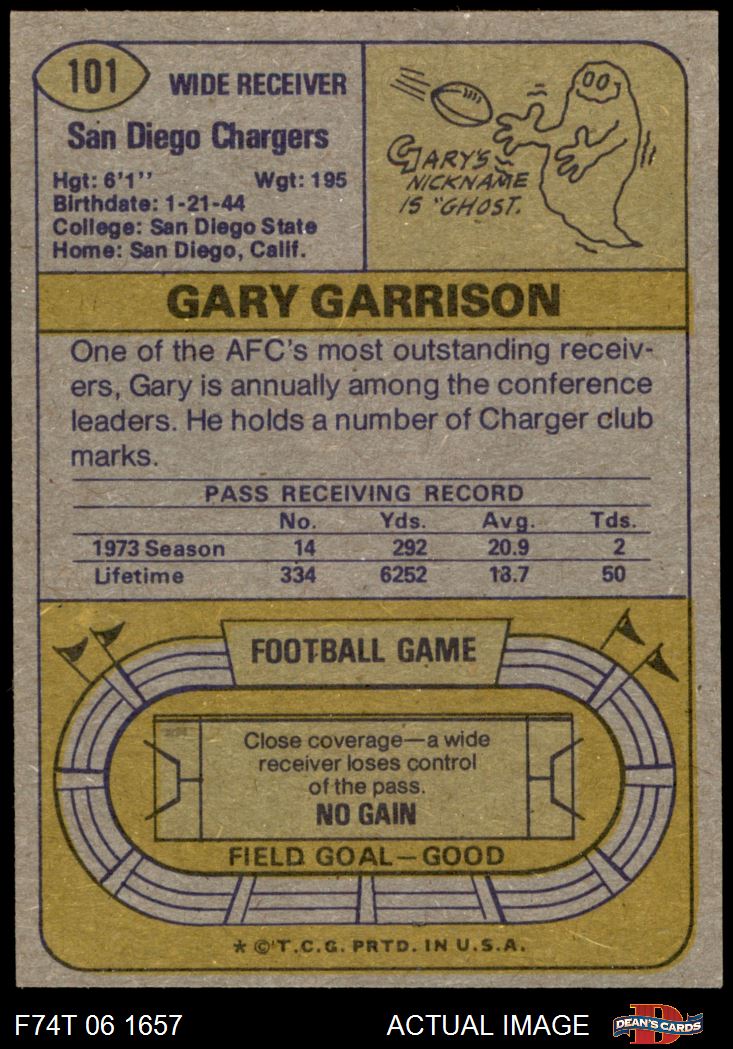 101
WIDE RECEIVER
San Diego Chargers
Hgt: 6'1'' Wgt: 195
Birthdate: 1-21-44
College: San Diego State
Home: San Diego, Calif.
GARY'S
NICKNAME
IS "GHOST.
GARY GARRISON
One of the AFC's most outstanding receiv-
ers, Gary is annually among the conference
leaders. He holds a number of Charger club
marks.
PASS RECEIVING RECORD
No. Yds. Avg. Tds.
1973 Season 14 292 20.9 2
Lifetime 334 6252 18.7 50
FOOTBALL GAME
Close coverage—a wide
receiver loses control
of the pass.
NO GAIN
FIELD GOAL—GOOD
* © T.C.G. PRTD. IN U.S.A.
F74T 06 1657 ACTUAL IMAGE D DEAN'S CARDS